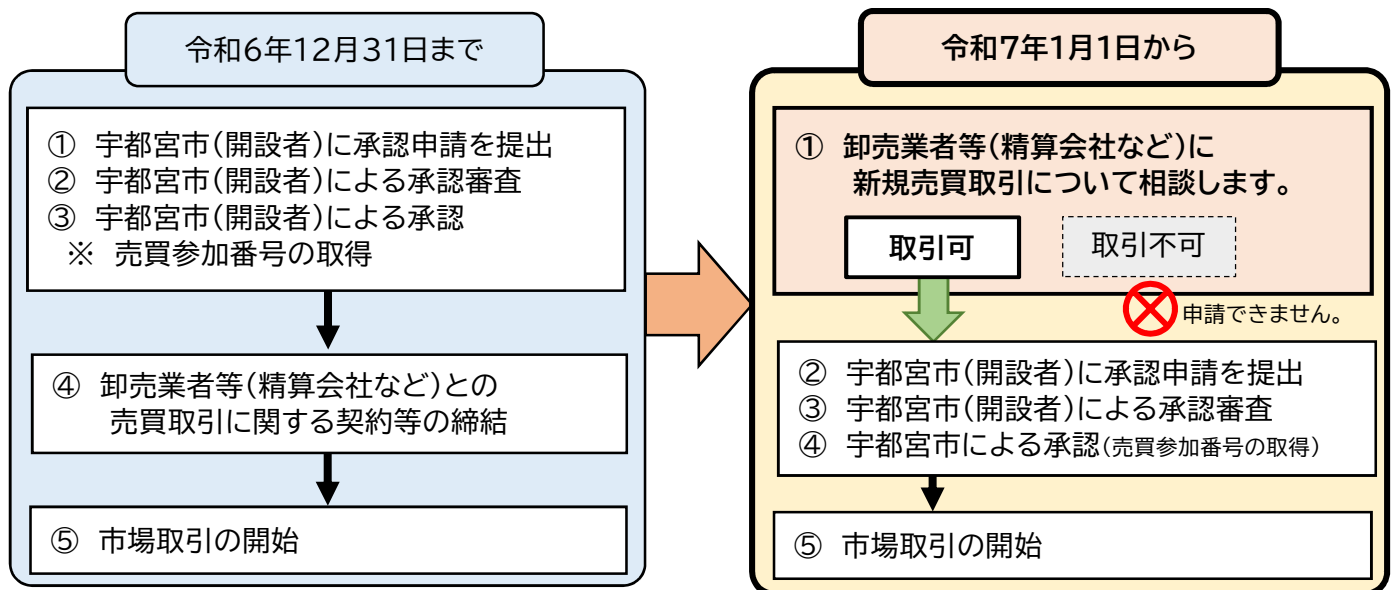 令和6年12月31日まで
① 宇都宮市(開設者)に承認申請を提出
② 宇都宮市(開設者)による承認審査
③ 宇都宮市(開設者)による承認
※ 売買参加番号の取得
④ 卸売業者等(精算会社など)との
売買取引に関する契約等の締結
⑤ 市場取引の開始
令和7年1月1日から
① 卸売業者等(精算会社など)に
新規売買取引について相談します。
取引可
取引不可
申請できません。
② 宇都宮市(開設者)に承認申請を提出
③ 宇都宮市(開設者)による承認審査
④ 宇都宮市による承認(売買参加番号の取得)
⑤ 市場取引の開始